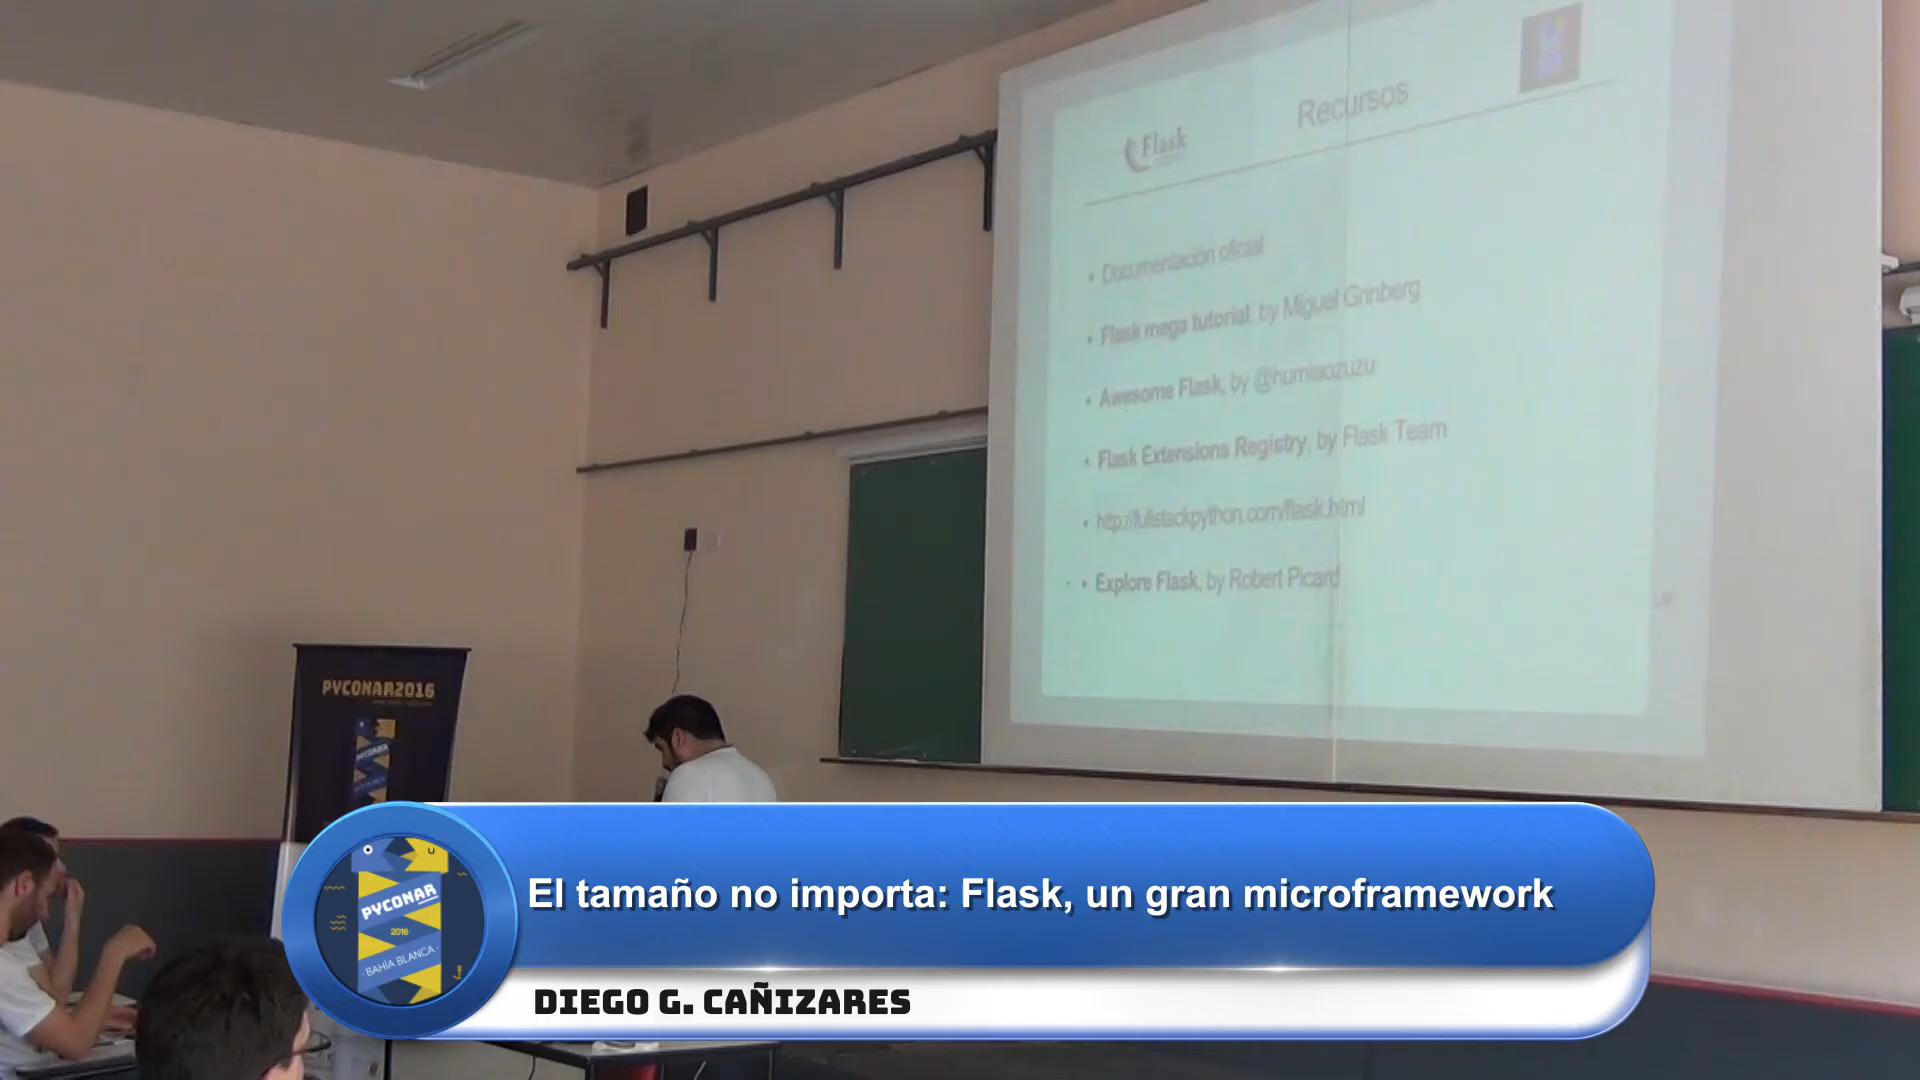 Flask
Recursos
• Documentación oficial
• Flask mega tutorial, by Miguel Grinberg
• Awesome Flask, by @humiaozuzu
• Flask Extensions Registry, by Flask Team
• http://fullstackpython.com/flask.html
• Explore Flask, by Robert Picard
PYCONAR2016
PYCONAR
2016
· BAHÍA BLANCA ·
El tamaño no importa: Flask, un gran microframework
DIEGO G. CAÑIZARES